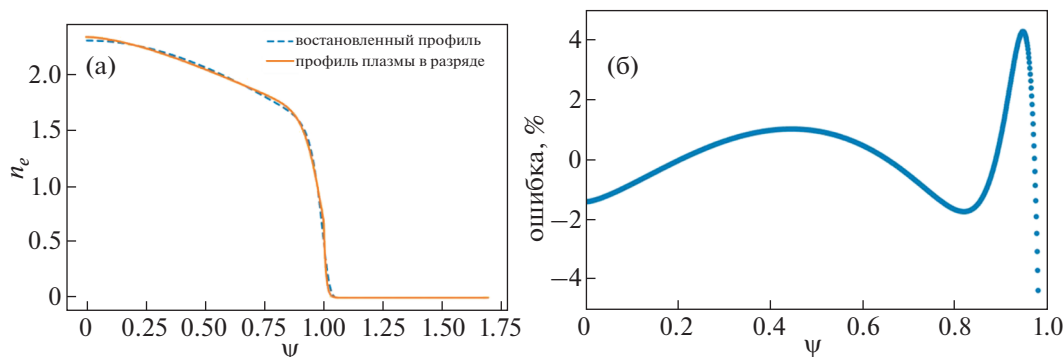 (а)
востановленный профиль
профиль плазмы в разряде
2.0
1.5
1.0
0.5
0
n_e
0 0.25 0.50 0.75 1.00 1.25 1.50 1.75
ψ
(б)
4
2
0
−2
−4
ошибка, %
0 0.2 0.4 0.6 0.8 1.0
ψ